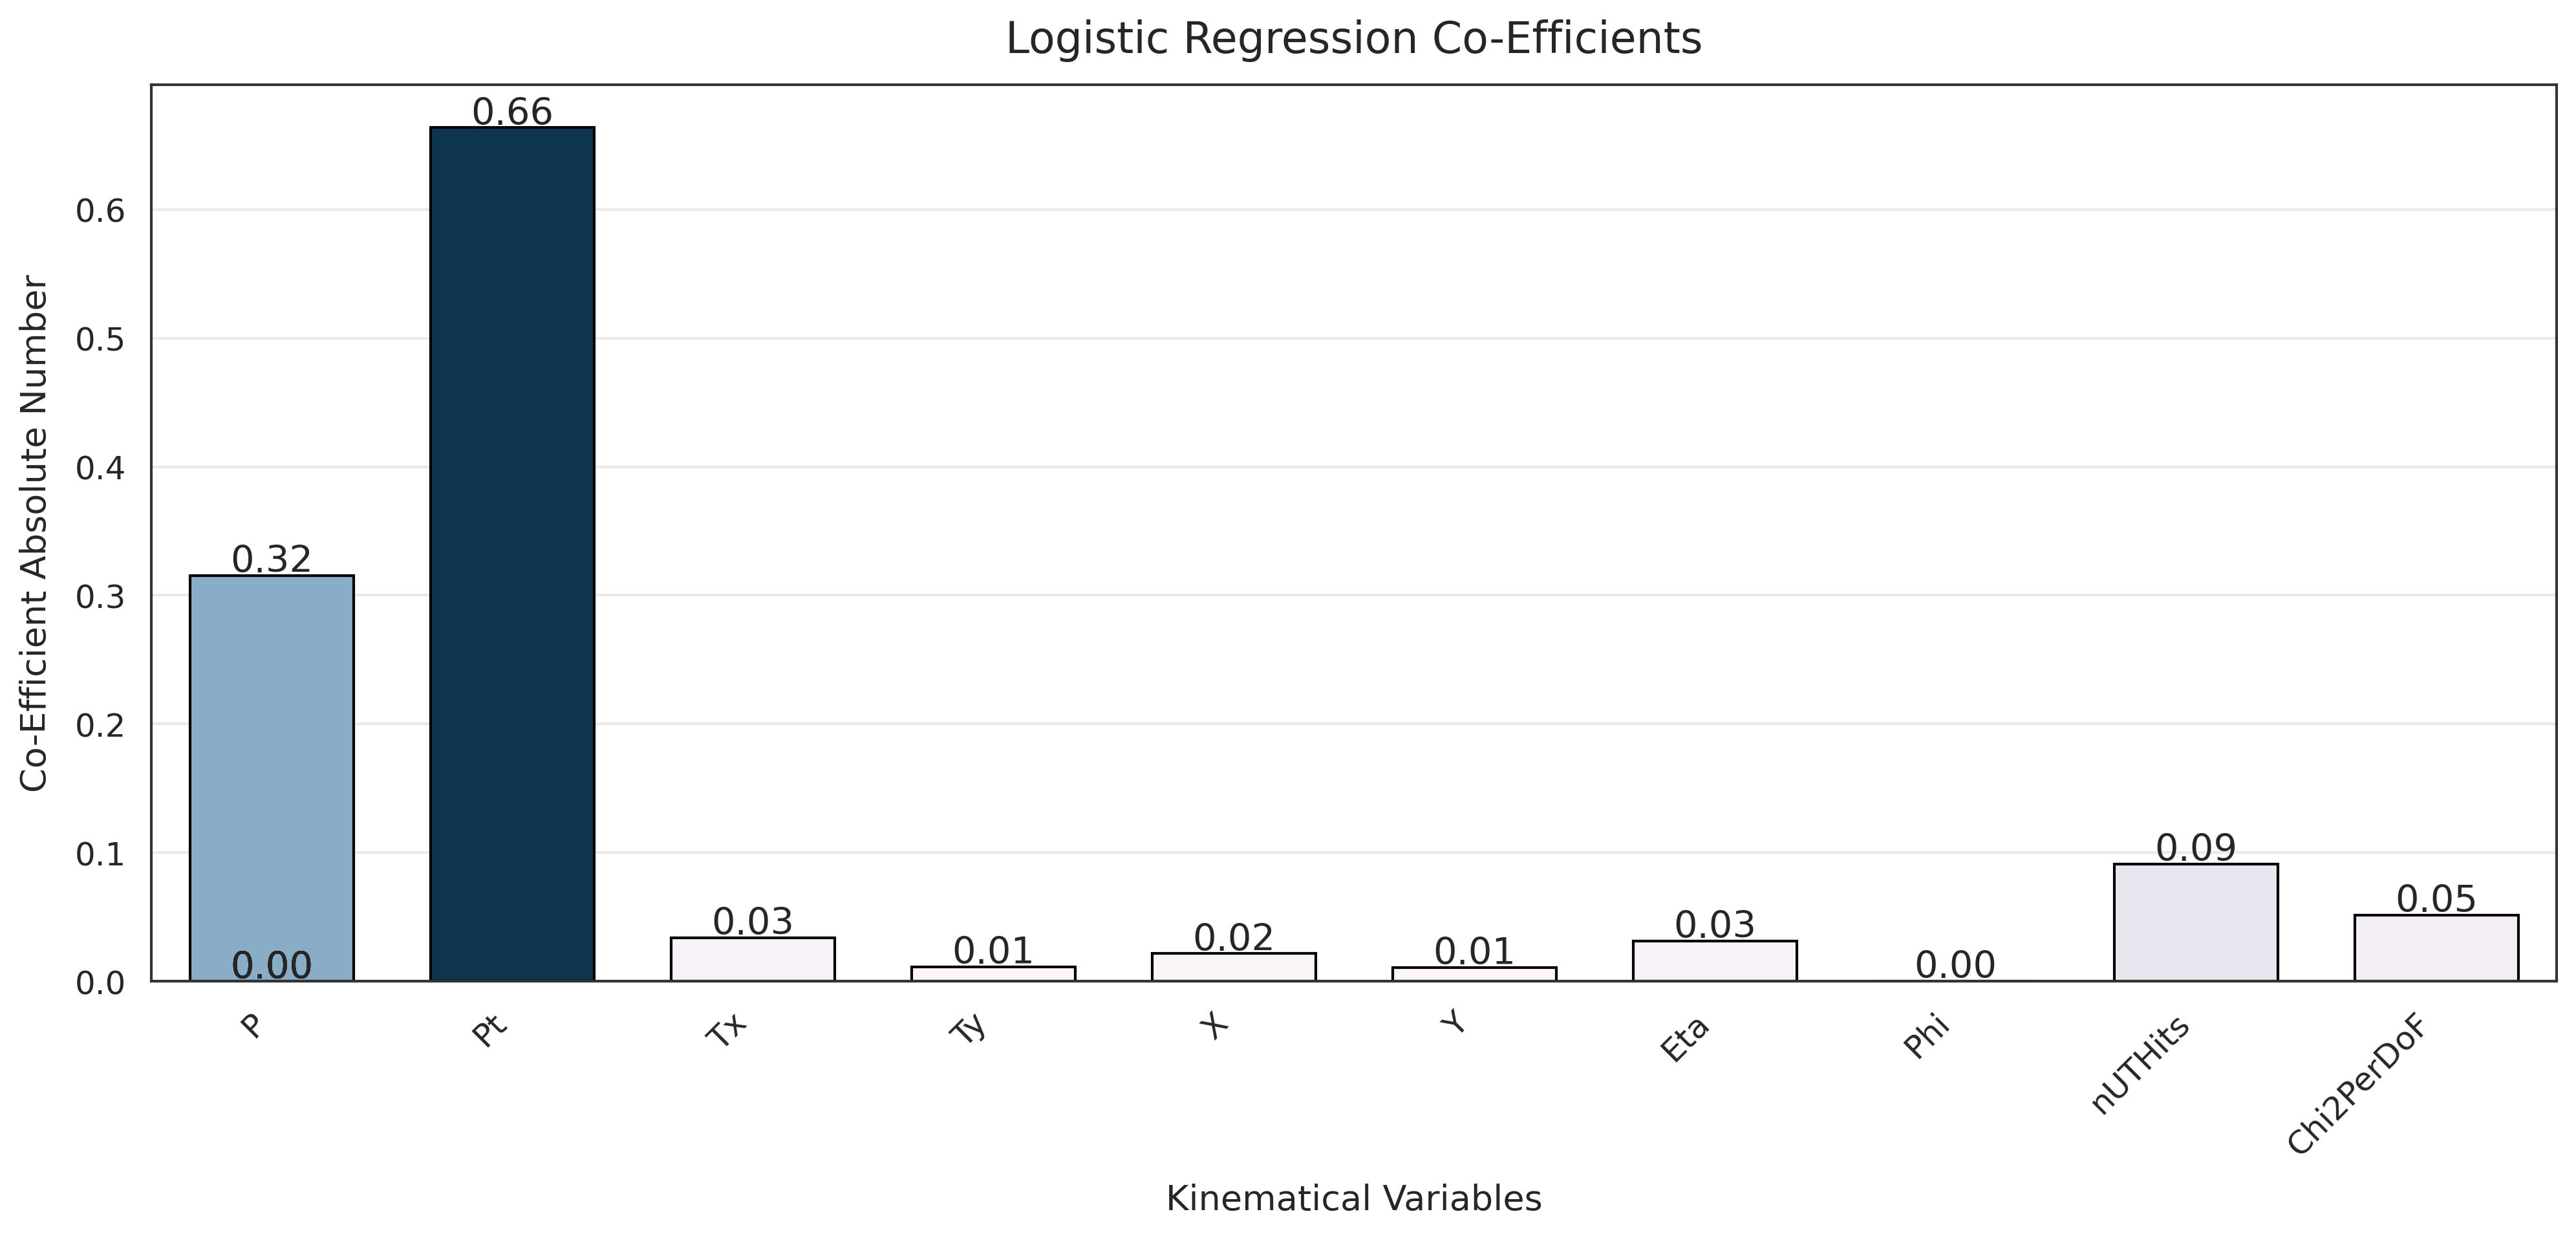 Logistic Regression Co-Efficients
Co-Efficient Absolute Number
0.6
0.5
0.4
0.3
0.2
0.1
0.0
0.32
0.00
0.66
0.03
0.01
0.02
0.01
0.03
0.00
0.09
0.05
P
Pt
Tx
Ty
X
Y
Eta
Phi
nUTHits
Chi2PerDoF
Kinematical Variables